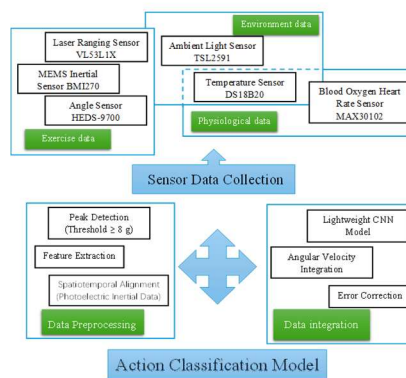 Laser Ranging Sensor
VL53L1X
MEMS Inertial
Sensor BMI270
Angle Sensor
HEDS-9700
Exercise data
Environment data
Ambient Light Sensor
TSL2591
Temperature Sensor
DS18B20
Physiological data
Blood Oxygen Heart
Rate Sensor
MAX30102
Sensor Data Collection
Peak Detection
(Threshold ≥ 8 g)
Feature Extraction
Spatiotemporal Alignment
(Photoelectric Inertial Data)
Data Preprocessing
Lightweight CNN
Model
Angular Velocity
Integration
Error Correction
Data integration
Action Classification Model